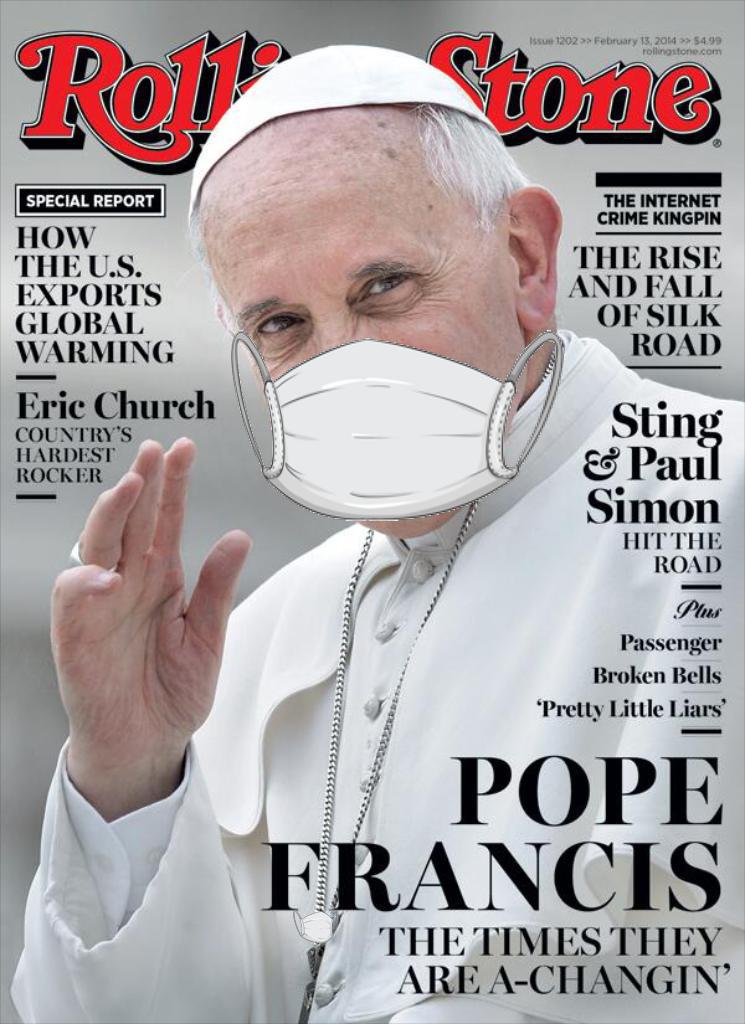 Rolling Stone
Issue 1202 >> February 13, 2014 >> $4.99
rollingstone.com
SPECIAL REPORT
HOW
THE U.S.
EXPORTS
GLOBAL
WARMING
Eric Church
COUNTRY'S
HARDEST
ROCKER
THE INTERNET
CRIME KINGPIN
THE RISE
AND FALL
OF SILK
ROAD
Sting
& Paul
Simon
HIT THE
ROAD
Plus
Passenger
Broken Bells
'Pretty Little Liars'
POPE
FRANCIS
THE TIMES THEY
ARE A-CHANGIN'